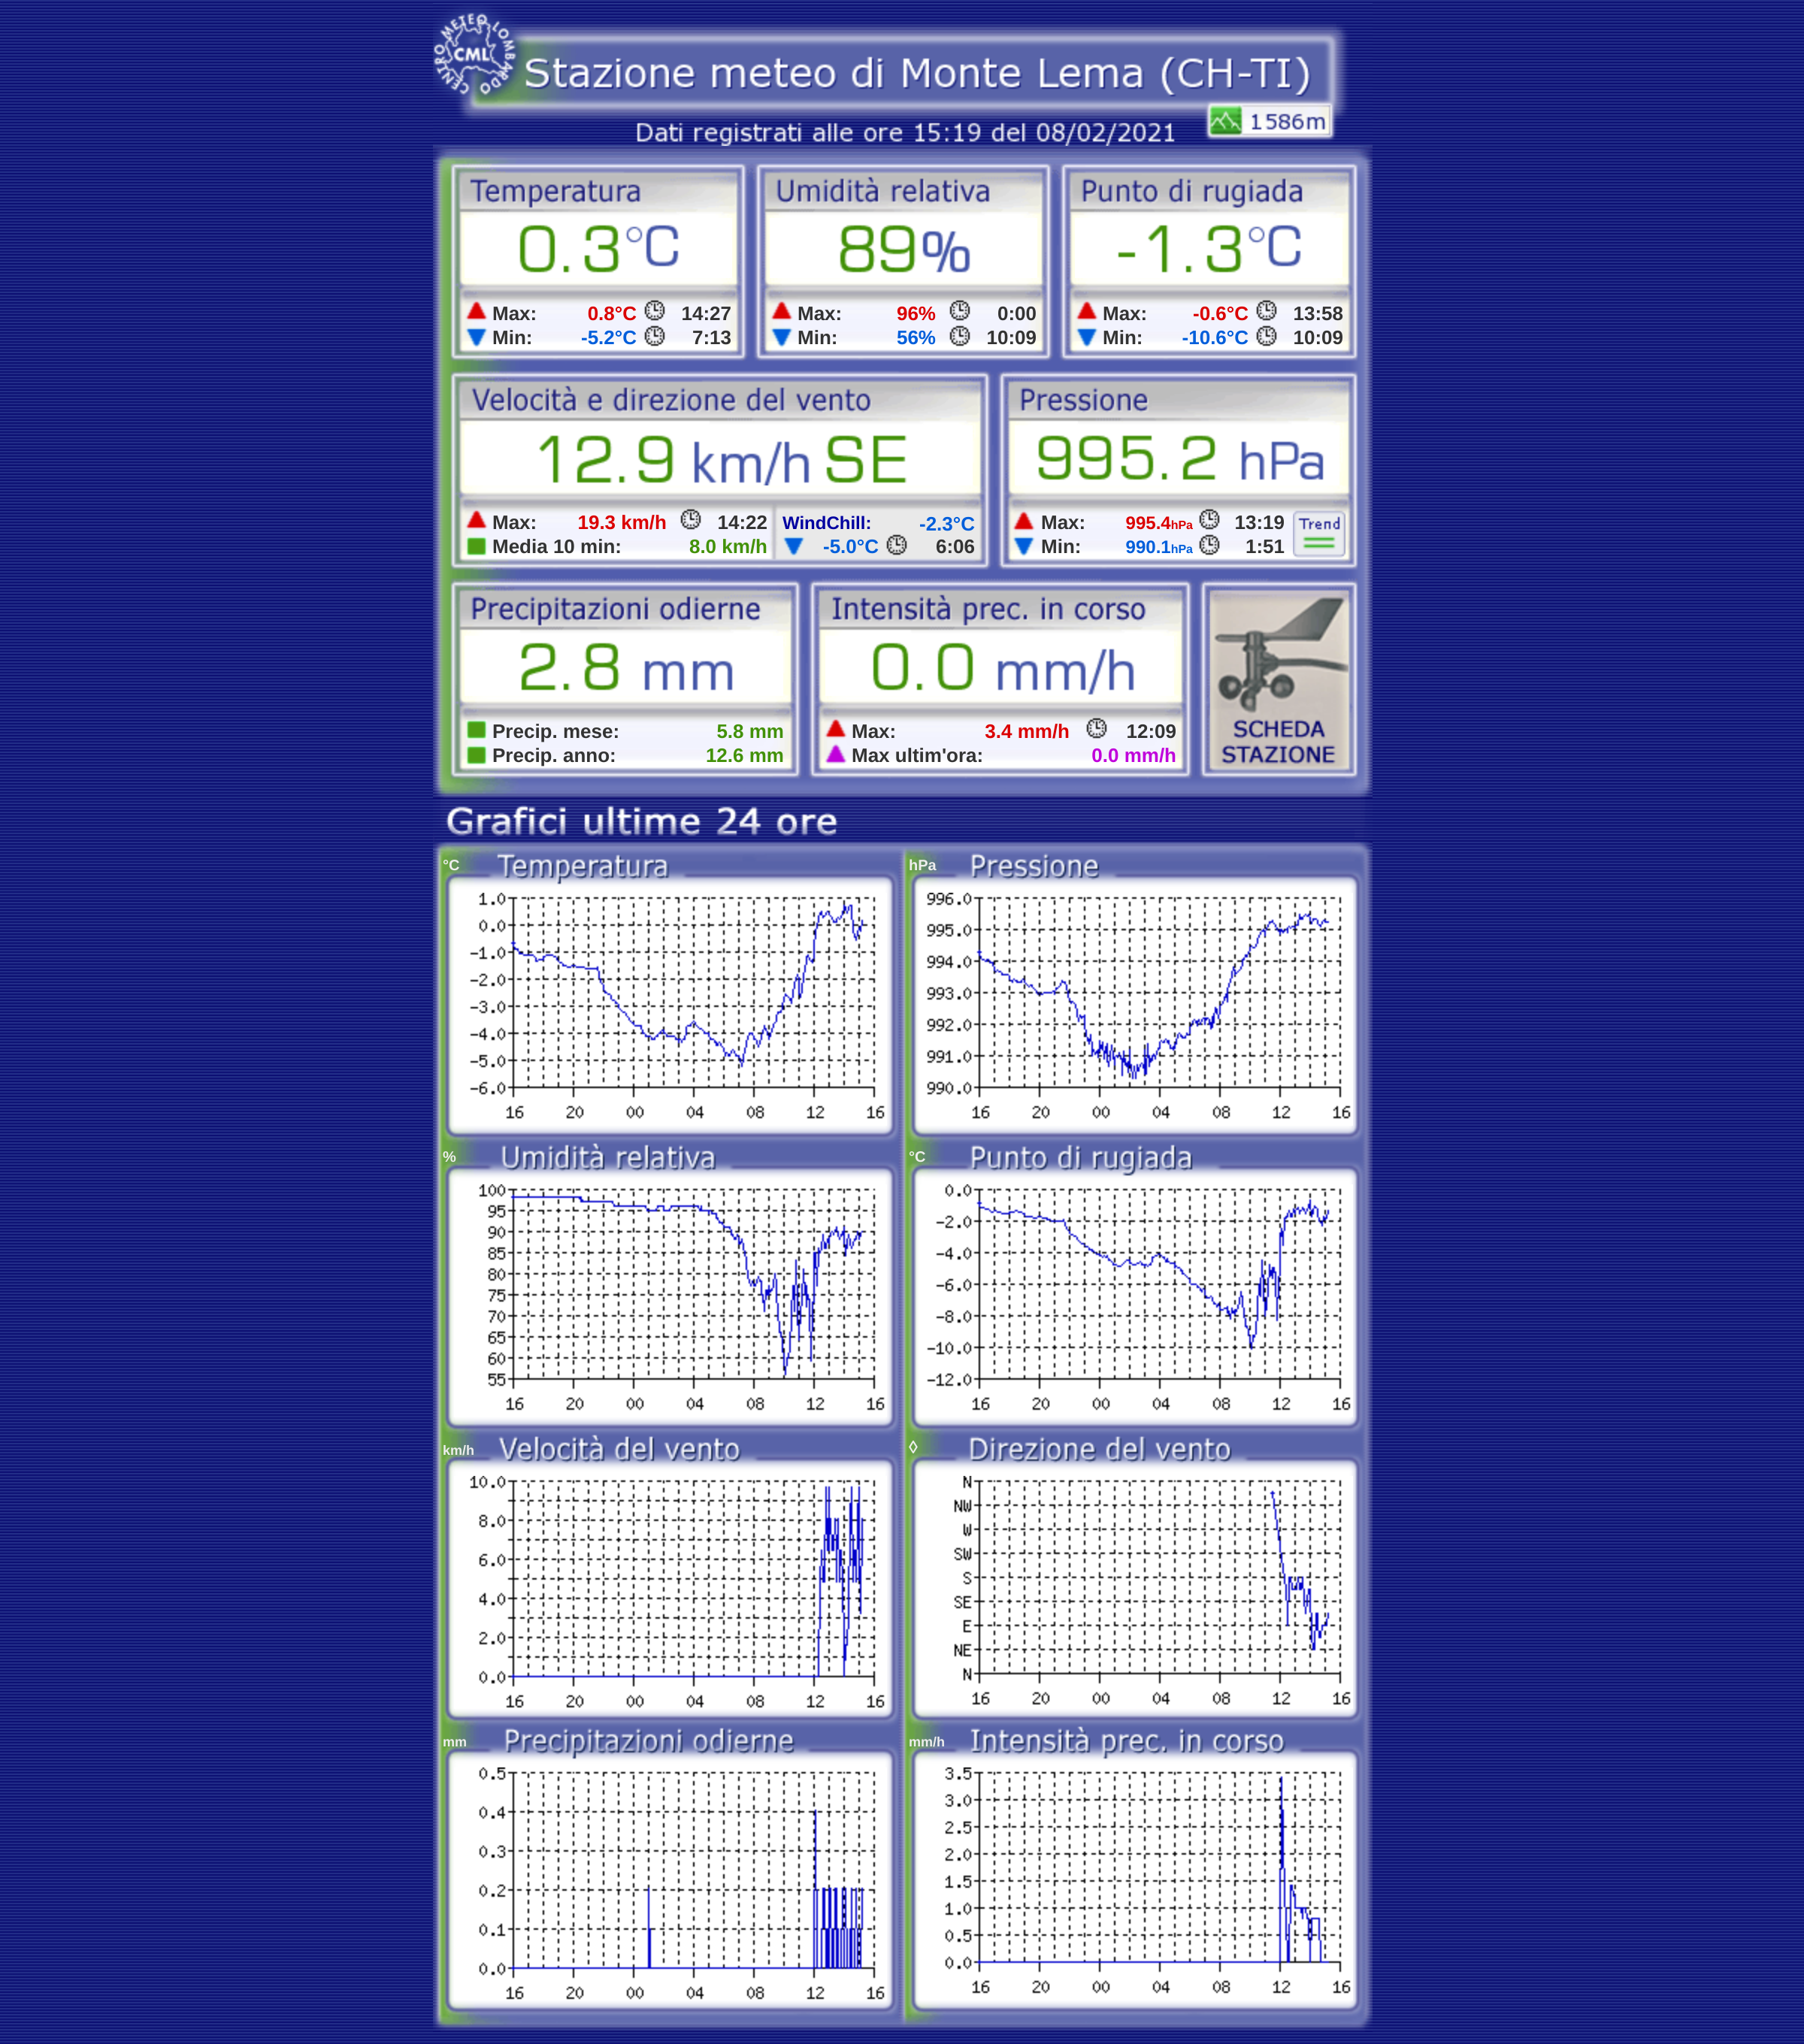 CENTRO METEO LOMBARDO
CML
Stazione meteo di Monte Lema (CH-TI)
1586m
Dati registrati alle ore 15:19 del 08/02/2021
Temperatura Umidità relativa Punto di rugiada
0.3°C 89% -1.3°C
Max: 0.8°C 14:27 Max: 96% 0:00 Max: -0.6°C 13:58
Min: -5.2°C 7:13 Min: 56% 10:09 Min: -10.6°C 10:09
Velocità e direzione del vento Pressione
12.9 km/h SE 995.2 hPa
Max: 19.3 km/h 14:22 WindChill: -2.3°C Max: 995.4hPa 13:19 Trend
Media 10 min: 8.0 km/h -5.0°C 6:06 Min: 990.1hPa 1:51
Precipitazioni odierne Intensità prec. in corso
2.8 mm 0.0 mm/h
Precip. mese: 5.8 mm Max: 3.4 mm/h 12:09 SCHEDA
Precip. anno: 12.6 mm Max ultim'ora: 0.0 mm/h STAZIONE
Grafici ultime 24 ore
°C Temperatura
1.0
0.0
-1.0
-2.0
-3.0
-4.0
-5.0
-6.0
16 20 00 04 08 12 16
hPa Pressione
996.0
995.0
994.0
993.0
992.0
991.0
990.0
16 20 00 04 08 12 16
% Umidità relativa
100
95
90
85
80
75
70
65
60
55
16 20 00 04 08 12 16
°C Punto di rugiada
0.0
-2.0
-4.0
-6.0
-8.0
-10.0
-12.0
16 20 00 04 08 12 16
km/h Velocità del vento
10.0
8.0
6.0
4.0
2.0
0.0
16 20 00 04 08 12 16
◊ Direzione del vento
N
NW
W
SW
S
SE
E
NE
N
16 20 00 04 08 12 16
mm Precipitazioni odierne
0.5
0.4
0.3
0.2
0.1
0.0
16 20 00 04 08 12 16
mm/h Intensità prec. in corso
3.5
3.0
2.5
2.0
1.5
1.0
0.5
0.0
16 20 00 04 08 12 16